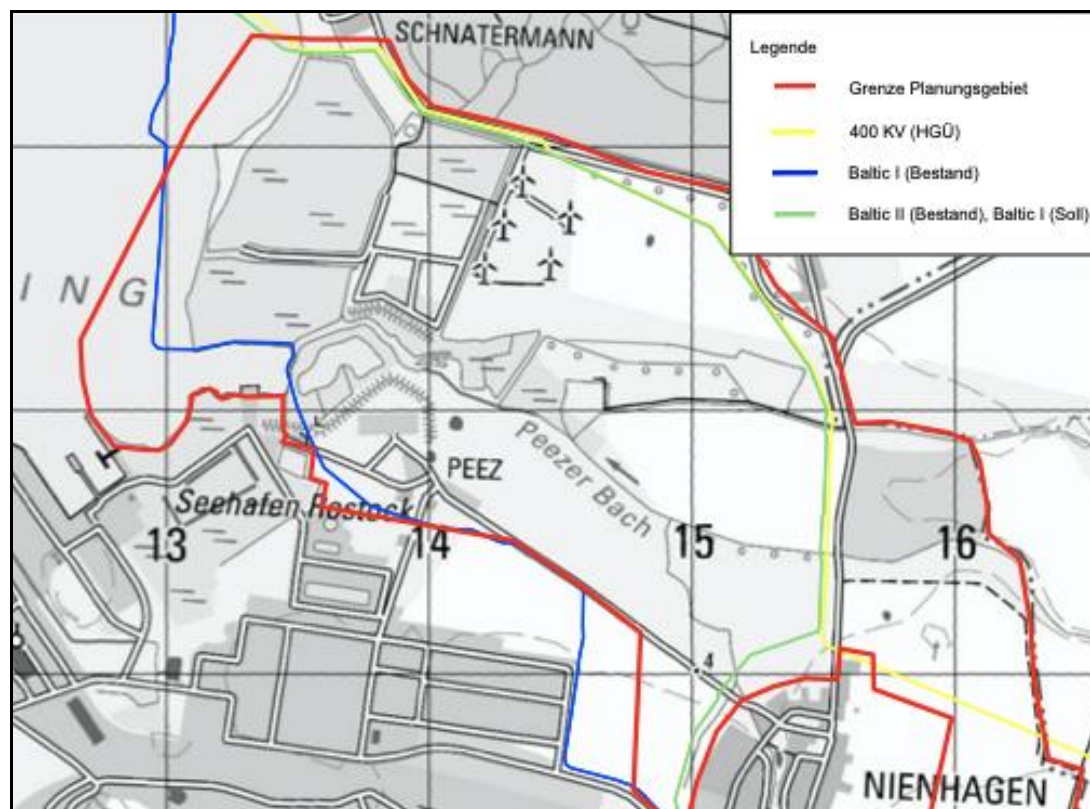 SCHNATERMANN
Legende
Grenze Planungsgebiet
400 KV (HGÜ)
Baltic I (Bestand)
Baltic II (Bestand), Baltic I (Soll)
I N G
PEEZ
Peezer Bach
Seehafen Rostock
13
14
15
16
4
NIENHAGEN